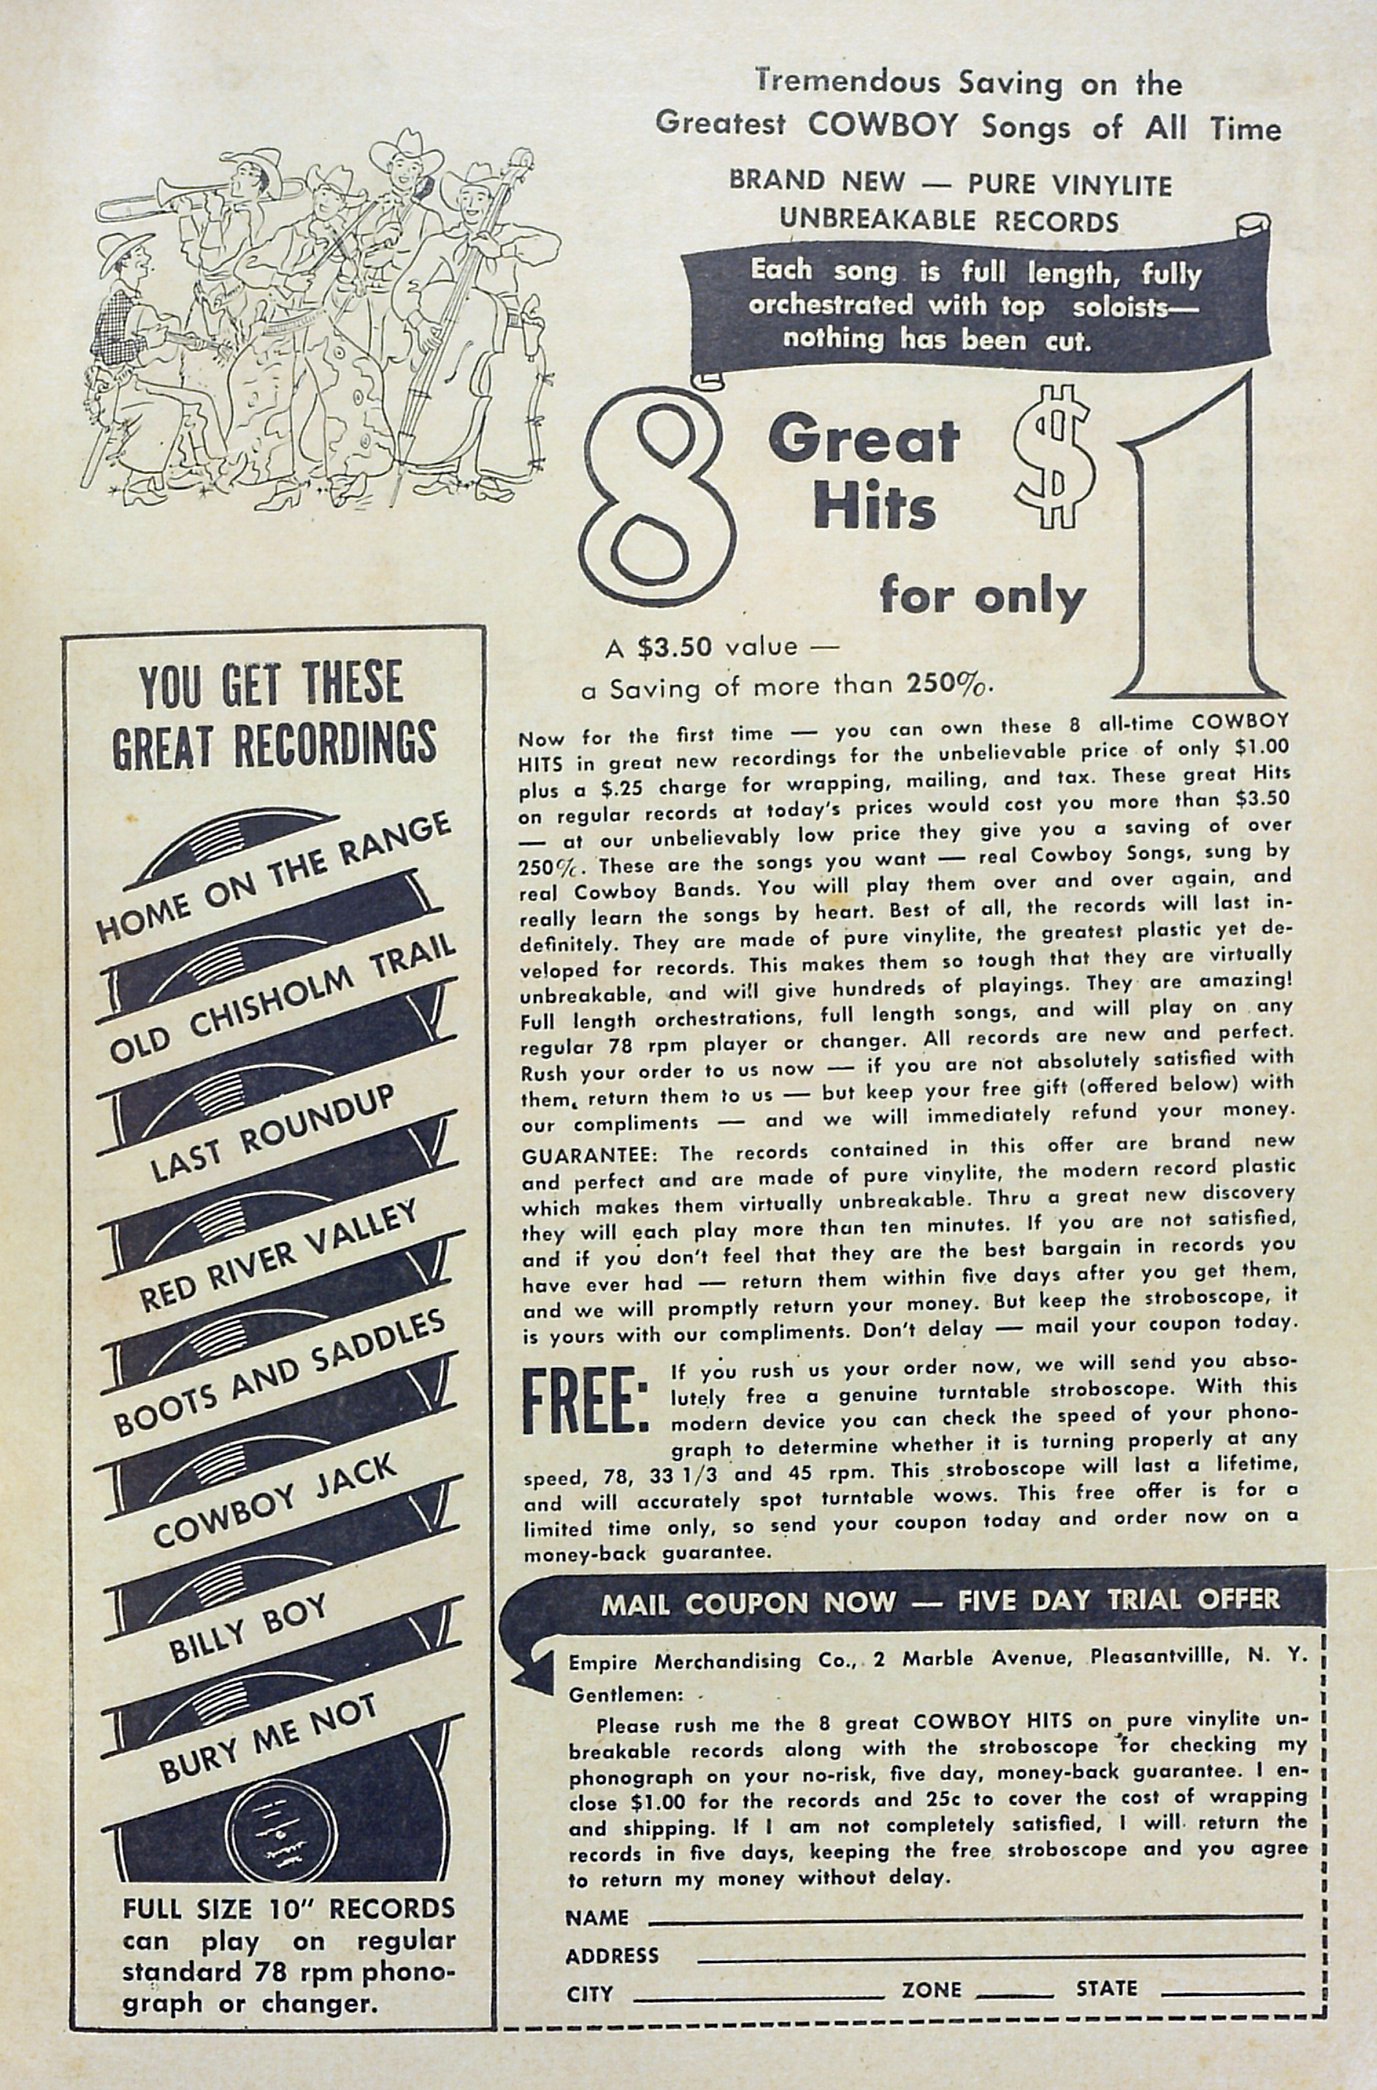 Tremendous Saving on the
Greatest COWBOY Songs of All Time
BRAND NEW — PURE VINYLITE
UNBREAKABLE RECORDS
Each song is full length, fully
orchestrated with top soloists—
nothing has been cut.
8 Great Hits for only $1
A $3.50 value —
a Saving of more than 250%.
YOU GET THESE
GREAT RECORDINGS
HOME ON THE RANGE
OLD CHISHOLM TRAIL
LAST ROUNDUP
RED RIVER VALLEY
BOOTS AND SADDLES
COWBOY JACK
BILLY BOY
BURY ME NOT
FULL SIZE 10" RECORDS
can play on regular
standard 78 rpm phono-
graph or changer.
Now for the first time — you can own these 8 all-time COWBOY
HITS in great new recordings for the unbelievable price of only $1.00
plus a $.25 charge for wrapping, mailing, and tax. These great Hits
on regular records at today's prices would cost you more than $3.50
— at our unbelievably low price they give you a saving of over
250%. These are the songs you want — real Cowboy Songs, sung by
real Cowboy Bands. You will play them over and over again, and
really learn the songs by heart. Best of all, the records will last in-
definitely. They are made of pure vinylite, the greatest plastic yet de-
veloped for records. This makes them so tough that they are virtually
unbreakable, and will give hundreds of playings. They are amazing!
Full length orchestrations, full length songs, and will play on any
regular 78 rpm player or changer. All records are new and perfect.
Rush your order to us now — if you are not absolutely satisfied with
them, return them to us — but keep your free gift (offered below) with
our compliments — and we will immediately refund your money.
GUARANTEE: The records contained in this offer are brand new
and perfect and are made of pure vinylite, the modern record plastic
which makes them virtually unbreakable. Thru a great new discovery
they will each play more than ten minutes. If you are not satisfied,
and if you don't feel that they are the best bargain in records you
have ever had — return them within five days after you get them,
and we will promptly return your money. But keep the stroboscope, it
is yours with our compliments. Don't delay — mail your coupon today.
FREE: If you rush us your order now, we will send you abso-
lutely free a genuine turntable stroboscope. With this
modern device you can check the speed of your phono-
graph to determine whether it is turning properly at any
speed, 78, 33 1/3 and 45 rpm. This stroboscope will last a lifetime,
and will accurately spot turntable wows. This free offer is for a
limited time only, so send your coupon today and order now on a
money-back guarantee.
MAIL COUPON NOW — FIVE DAY TRIAL OFFER
Empire Merchandising Co., 2 Marble Avenue, Pleasantvillle, N. Y.
Gentlemen:
Please rush me the 8 great COWBOY HITS on pure vinylite un-
breakable records along with the stroboscope for checking my
phonograph on your no-risk, five day, money-back guarantee. I en-
close $1.00 for the records and 25c to cover the cost of wrapping
and shipping. If I am not completely satisfied, I will return the
records in five days, keeping the free stroboscope and you agree
to return my money without delay.
NAME
ADDRESS
CITY ZONE STATE